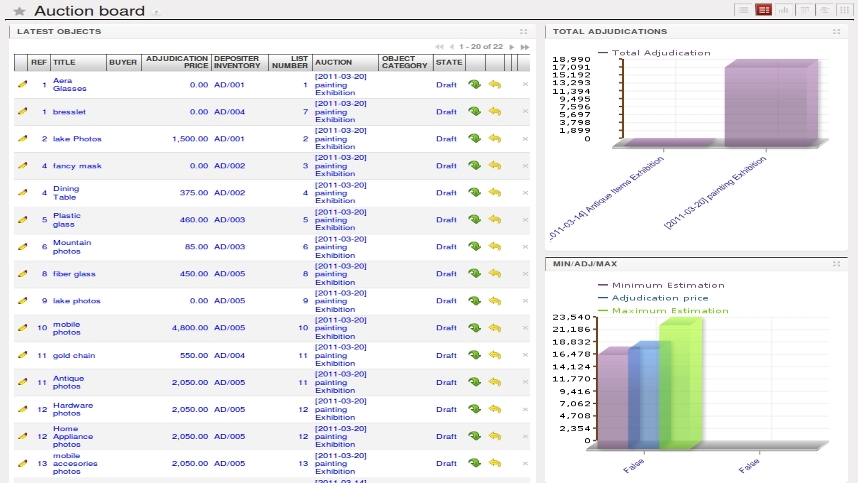 Auction board
LATEST OBJECTS
1 - 20 of 22
REF TITLE BUYER ADJUDICATION PRICE DEPOSITER INVENTORY LIST NUMBER AUCTION OBJECT CATEGORY STATE
1 Aera Glasses 0.00 AD/001 1 [2011-03-20] painting Exhibition Draft
1 bresslet 0.00 AD/004 7 [2011-03-20] painting Exhibition Draft
2 lake Photos 1,500.00 AD/001 2 [2011-03-20] painting Exhibition Draft
4 fancy mask 0.00 AD/002 3 [2011-03-20] painting Exhibition Draft
4 Dining Table 375.00 AD/002 4 [2011-03-20] painting Exhibition Draft
5 Plastic glass 460.00 AD/003 5 [2011-03-20] painting Exhibition Draft
6 Mountain photos 85.00 AD/003 6 [2011-03-20] painting Exhibition Draft
8 fiber glass 450.00 AD/005 8 [2011-03-20] painting Exhibition Draft
9 lake photos 0.00 AD/005 9 [2011-03-20] painting Exhibition Draft
10 mobile photos 4,800.00 AD/005 10 [2011-03-20] painting Exhibition Draft
11 gold chain 550.00 AD/004 11 [2011-03-20] painting Exhibition Draft
11 Antique photos 2,050.00 AD/005 11 [2011-03-20] painting Exhibition Draft
12 Hardware photos 2,050.00 AD/005 12 [2011-03-20] painting Exhibition Draft
12 Home Appliance photos 2,050.00 AD/005 12 [2011-03-20] painting Exhibition Draft
13 mobile accesories photos 2,050.00 AD/005 13 [2011-03-20] painting Exhibition Draft
TOTAL ADJUDICATIONS
Total Adjudication
18,990
17,091
15,192
13,293
11,394
9,495
7,596
5,697
3,798
1,899
0
..011-03-14] Antique Items Exhibition
[2011-03-20] painting Exhibition
MIN/ADJ/MAX
Minimum Estimation
Adjudication price
Maximum Estimation
23,540
21,186
18,832
16,478
14,124
11,770
9,416
7,062
4,708
2,354
0
False
False